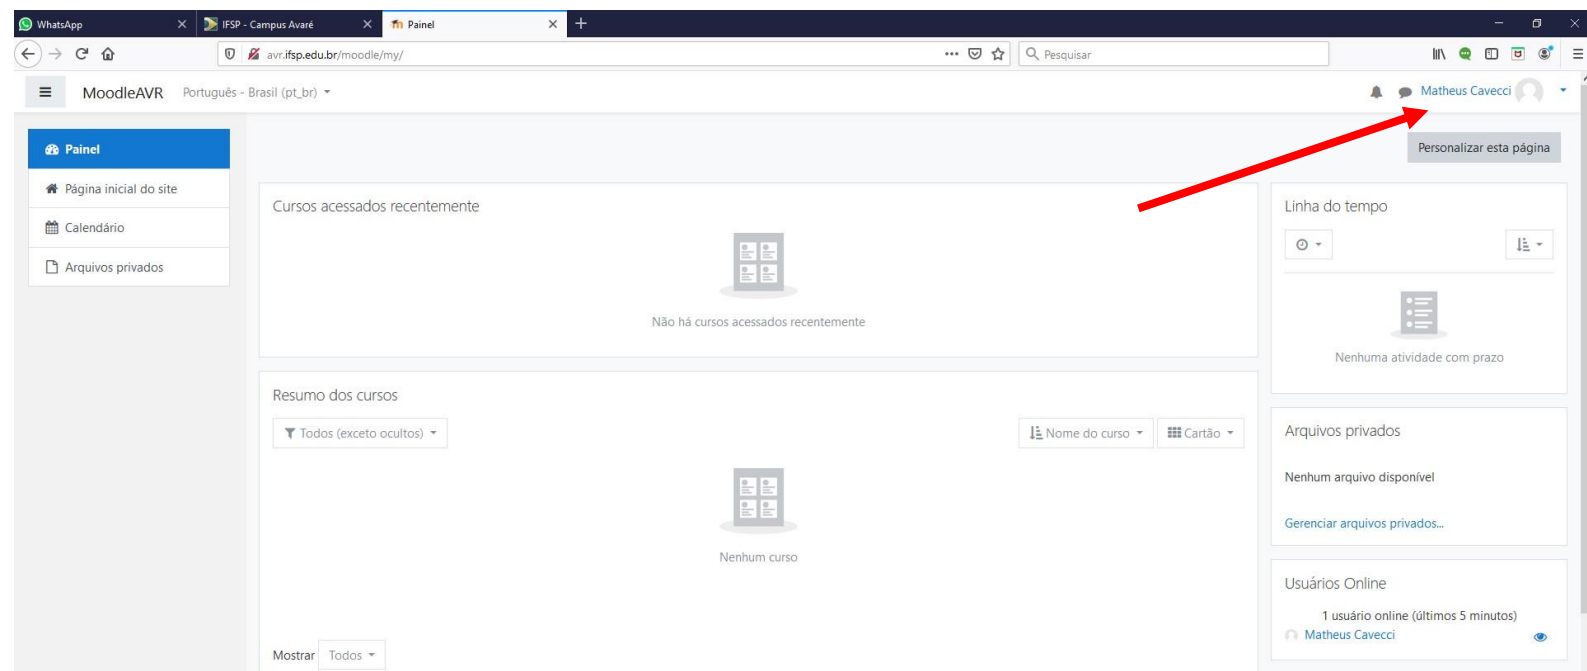 WhatsApp
IFSP - Campus Avaré
Painel
avr.ifsp.edu.br/moodle/my/
Pesquisar
MoodleAVR
Português - Brasil (pt_br)
Matheus Cavecci
Painel
Página inicial do site
Calendário
Arquivos privados
Personalizar esta página
Cursos acessados recentemente
Não há cursos acessados recentemente
Resumo dos cursos
Todos (exceto ocultos)
Nome do curso
Cartão
Nenhum curso
Mostrar Todos
Linha do tempo
Nenhuma atividade com prazo
Arquivos privados
Nenhum arquivo disponível
Gerenciar arquivos privados...
Usuários Online
1 usuário online (últimos 5 minutos)
Matheus Cavecci